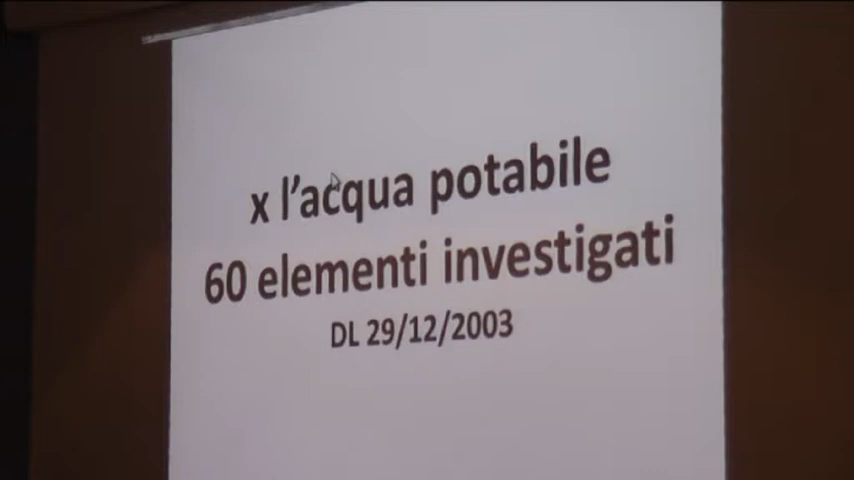 x l'acqua potabile
60 elementi investigati
DL 29/12/2003